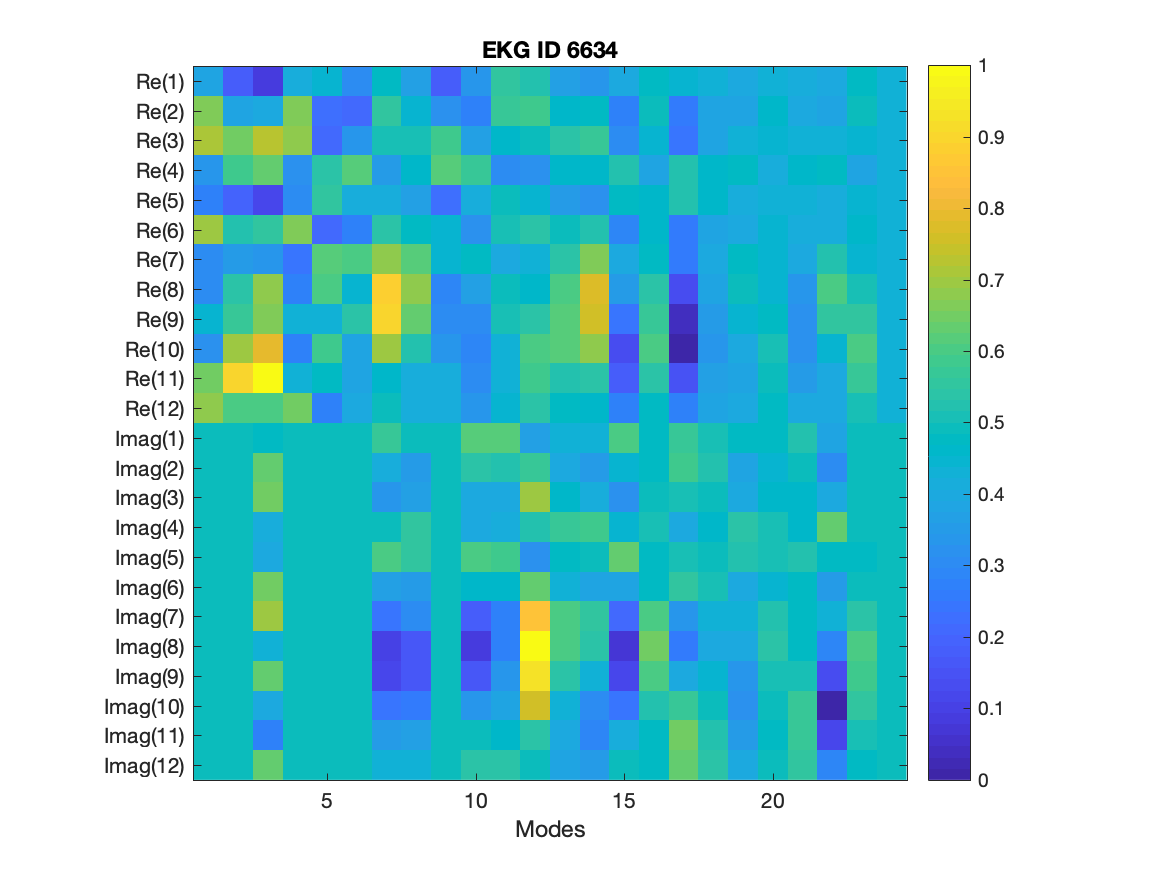 EKG ID 6634
Re(1)
Re(2)
Re(3)
Re(4)
Re(5)
Re(6)
Re(7)
Re(8)
Re(9)
Re(10)
Re(11)
Re(12)
Imag(1)
Imag(2)
Imag(3)
Imag(4)
Imag(5)
Imag(6)
Imag(7)
Imag(8)
Imag(9)
Imag(10)
Imag(11)
Imag(12)
5 10 15 20
Modes
1
0.9
0.8
0.7
0.6
0.5
0.4
0.3
0.2
0.1
0